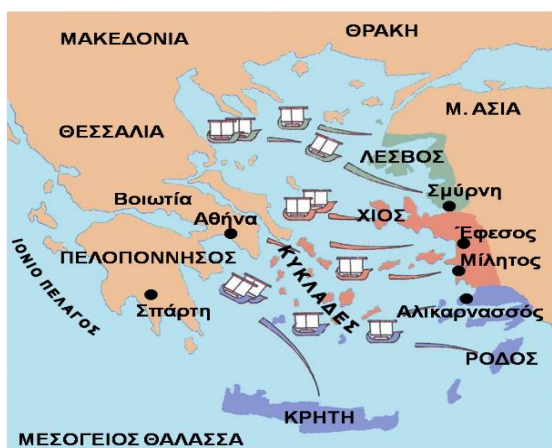 ΜΑΚΕΔΟΝΙΑ
ΘΡΑΚΗ
Μ. ΑΣΙΑ
ΘΕΣΣΑΛΙΑ
ΛΕΣΒΟΣ
Βοιωτία
Σμύρνη
Αθήνα
ΧΙΟΣ
Έφεσος
ΠΕΛΟΠΟΝΝΗΣΟΣ
Μίλητος
ΙΟΝΙΟ ΠΕΛΑΓΟΣ
ΚΥΚΛΑΔΕΣ
Σπάρτη
Αλικαρνασσός
ΡΟΔΟΣ
ΚΡΗΤΗ
ΜΕΣΟΓΕΙΟΣ ΘΑΛΑΣΣΑ